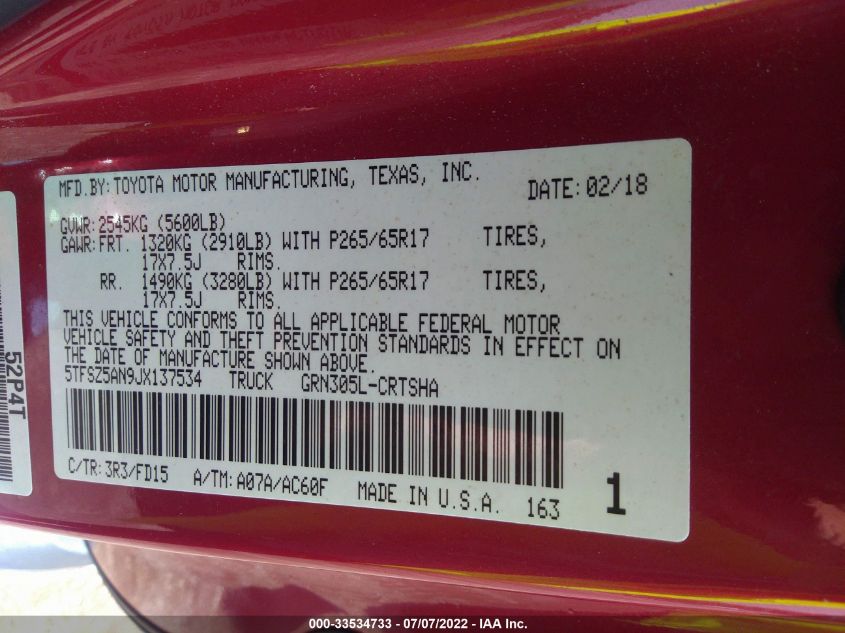 MFD.BY:TOYOTA MOTOR MANUFACTURING, TEXAS, INC. DATE:02/18
GVWR:2545KG (5600LB)
GAWR:FRT. 1320KG (2910LB) WITH P265/65R17 TIRES,
17X7.5J RIMS.
RR. 1490KG (3280LB) WITH P265/65R17 TIRES,
17X7.5J RIMS.
THIS VEHICLE CONFORMS TO ALL APPLICABLE FEDERAL MOTOR
VEHICLE SAFETY AND THEFT PREVENTION STANDARDS IN EFFECT ON
THE DATE OF MANUFACTURE SHOWN ABOVE.
5TFSZ5AN9JX137534 TRUCK GRN305L-CRTSHA
C/TR:3R3/FD15 A/TM:A07A/AC60F MADE IN U.S.A. 163 1
52P4T
000-33534733 - 07/07/2022 - IAA Inc.